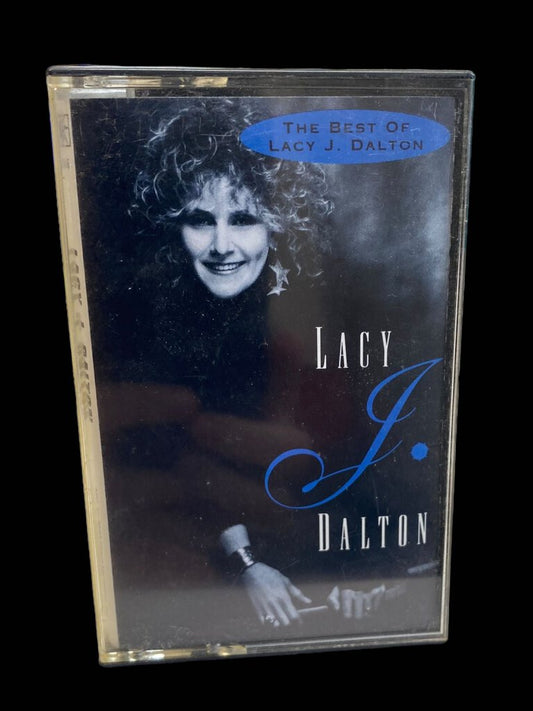 THE BEST OF
LACY J. DALTON
LACY
J.
DALTON
LACY J. DALTON